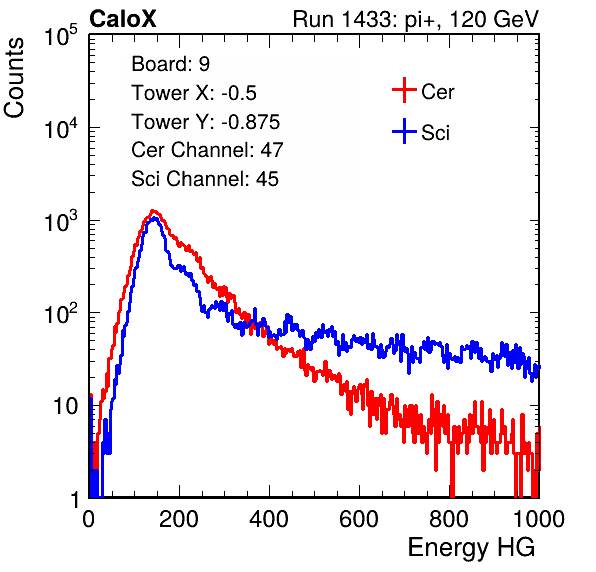 CaloX Run 1433: pi+, 120 GeV
Counts
Board: 9
Tower X: -0.5
Tower Y: -0.875
Cer Channel: 47
Sci Channel: 45
Cer
Sci
10^5
10^4
10^3
10^2
10
1
0 200 400 600 800 1000
Energy HG